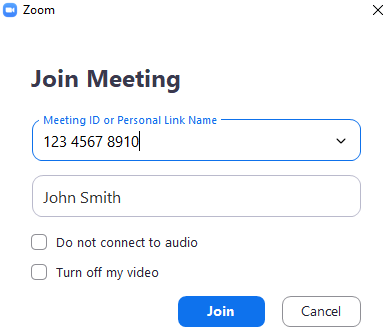 Zoom
Join Meeting
Meeting ID or Personal Link Name
123 4567 8910
John Smith
Do not connect to audio
Turn off my video
Join Cancel